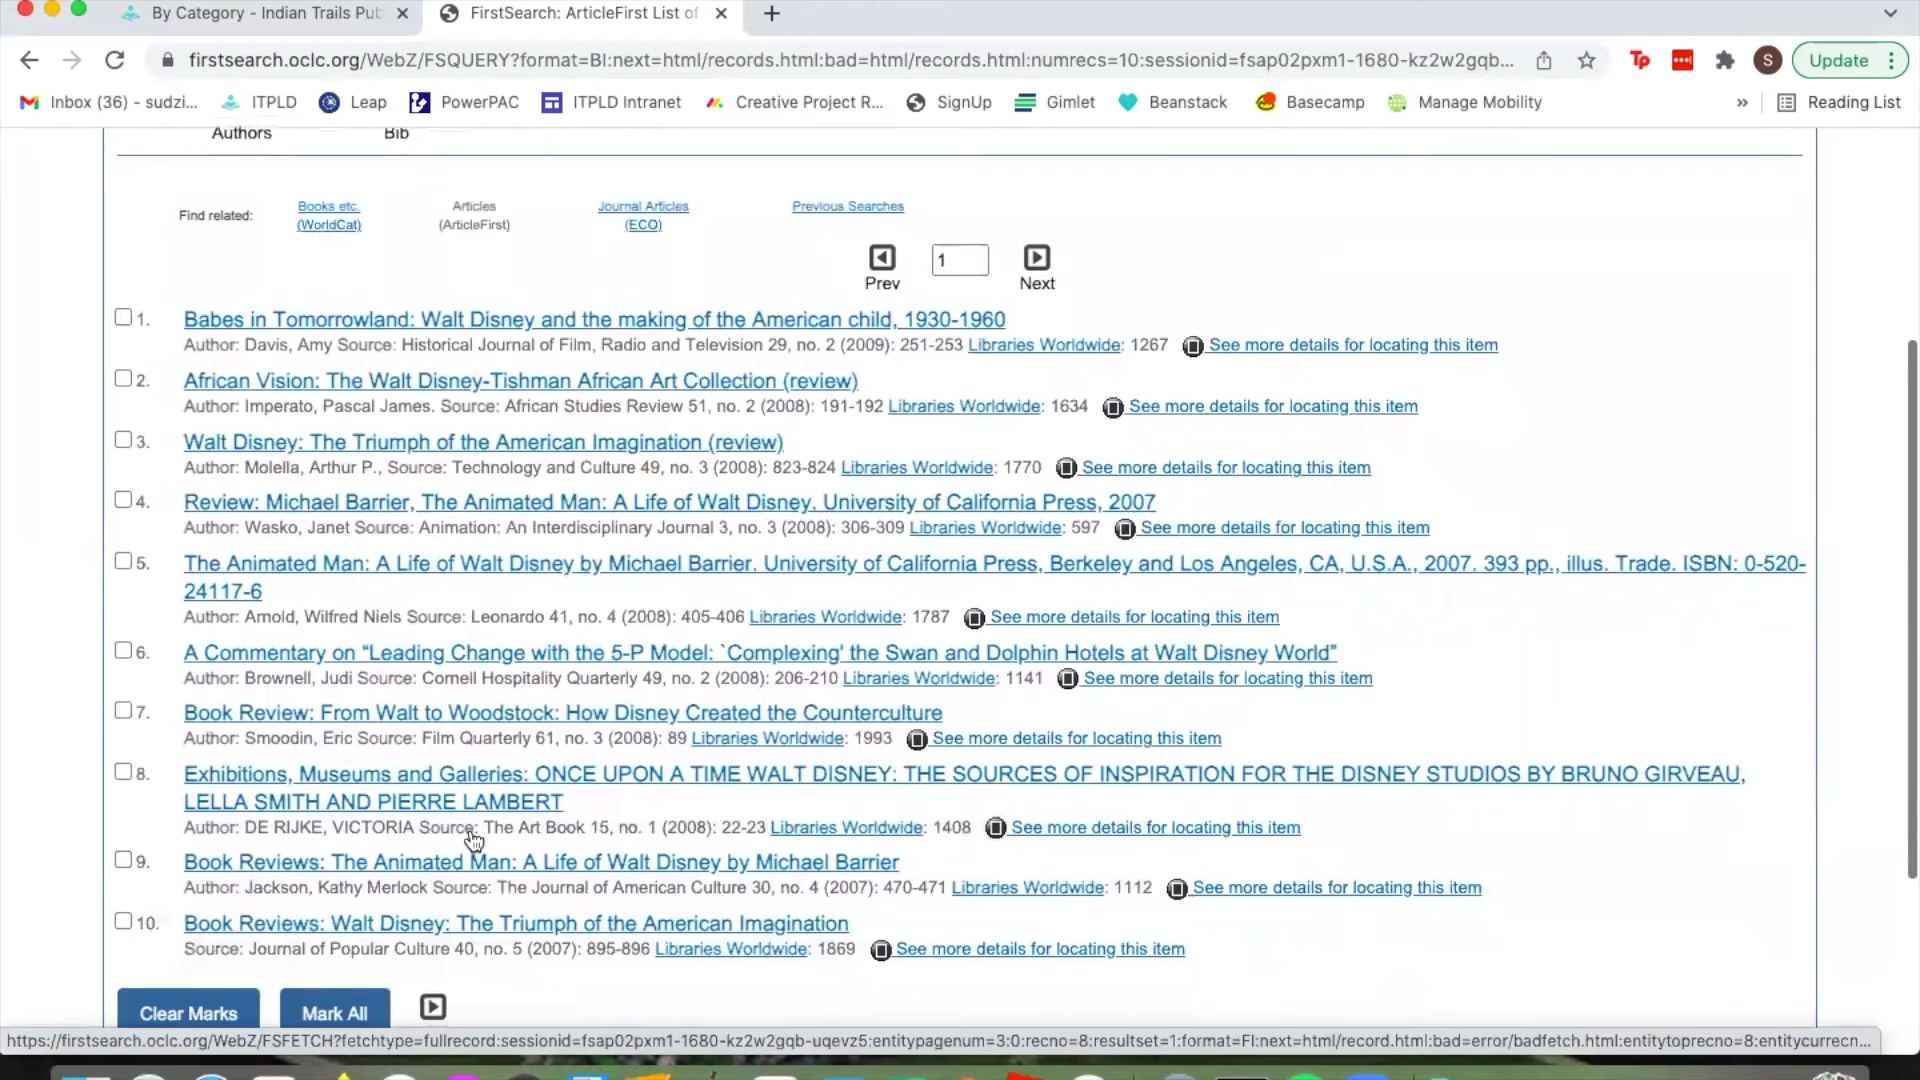 By Category - Indian Trails Pub
FirstSearch: ArticleFirst List of
firstsearch.oclc.org/WebZ/FSQUERY?format=BI:next=html/records.html:bad=html/records.html:numrecs=10:sessionid=fsap02pxm1-1680-kz2w2gqb...
Tp
S
Update
Inbox (36) - sudzi... ITPLD Leap PowerPAC ITPLD Intranet Creative Project R... SignUp Gimlet Beanstack Basecamp Manage Mobility » Reading List
Authors Bib
Find related: Books etc. (WorldCat) Articles (ArticleFirst) Journal Articles (ECO) Previous Searches
Prev 1 Next
1. Babes in Tomorrowland: Walt Disney and the making of the American child, 1930-1960
Author: Davis, Amy Source: Historical Journal of Film, Radio and Television 29, no. 2 (2009): 251-253 Libraries Worldwide: 1267 See more details for locating this item
2. African Vision: The Walt Disney-Tishman African Art Collection (review)
Author: Imperato, Pascal James. Source: African Studies Review 51, no. 2 (2008): 191-192 Libraries Worldwide: 1634 See more details for locating this item
3. Walt Disney: The Triumph of the American Imagination (review)
Author: Molella, Arthur P., Source: Technology and Culture 49, no. 3 (2008): 823-824 Libraries Worldwide: 1770 See more details for locating this item
4. Review: Michael Barrier, The Animated Man: A Life of Walt Disney. University of California Press, 2007
Author: Wasko, Janet Source: Animation: An Interdisciplinary Journal 3, no. 3 (2008): 306-309 Libraries Worldwide: 597 See more details for locating this item
5. The Animated Man: A Life of Walt Disney by Michael Barrier. University of California Press, Berkeley and Los Angeles, CA, U.S.A., 2007. 393 pp., illus. Trade. ISBN: 0-520-
24117-6
Author: Arnold, Wilfred Niels Source: Leonardo 41, no. 4 (2008): 405-406 Libraries Worldwide: 1787 See more details for locating this item
6. A Commentary on “Leading Change with the 5-P Model: `Complexing' the Swan and Dolphin Hotels at Walt Disney World”
Author: Brownell, Judi Source: Cornell Hospitality Quarterly 49, no. 2 (2008): 206-210 Libraries Worldwide: 1141 See more details for locating this item
7. Book Review: From Walt to Woodstock: How Disney Created the Counterculture
Author: Smoodin, Eric Source: Film Quarterly 61, no. 3 (2008): 89 Libraries Worldwide: 1993 See more details for locating this item
8. Exhibitions, Museums and Galleries: ONCE UPON A TIME WALT DISNEY: THE SOURCES OF INSPIRATION FOR THE DISNEY STUDIOS BY BRUNO GIRVEAU,
LELLA SMITH AND PIERRE LAMBERT
Author: DE RIJKE, VICTORIA Source: The Art Book 15, no. 1 (2008): 22-23 Libraries Worldwide: 1408 See more details for locating this item
9. Book Reviews: The Animated Man: A Life of Walt Disney by Michael Barrier
Author: Jackson, Kathy Merlock Source: The Journal of American Culture 30, no. 4 (2007): 470-471 Libraries Worldwide: 1112 See more details for locating this item
10. Book Reviews: Walt Disney: The Triumph of the American Imagination
Source: Journal of Popular Culture 40, no. 5 (2007): 895-896 Libraries Worldwide: 1869 See more details for locating this item
Clear Marks Mark All
https://firstsearch.oclc.org/WebZ/FSFETCH?fetchtype=fullrecord:sessionid=fsap02pxm1-1680-kz2w2gqb-uqevz5:entitypagenum=3:0:recno=8:resultset=1:format=FI:next=html/record.html:bad=error/badfetch.html:entitytoprecno=8:entitycurrecn...